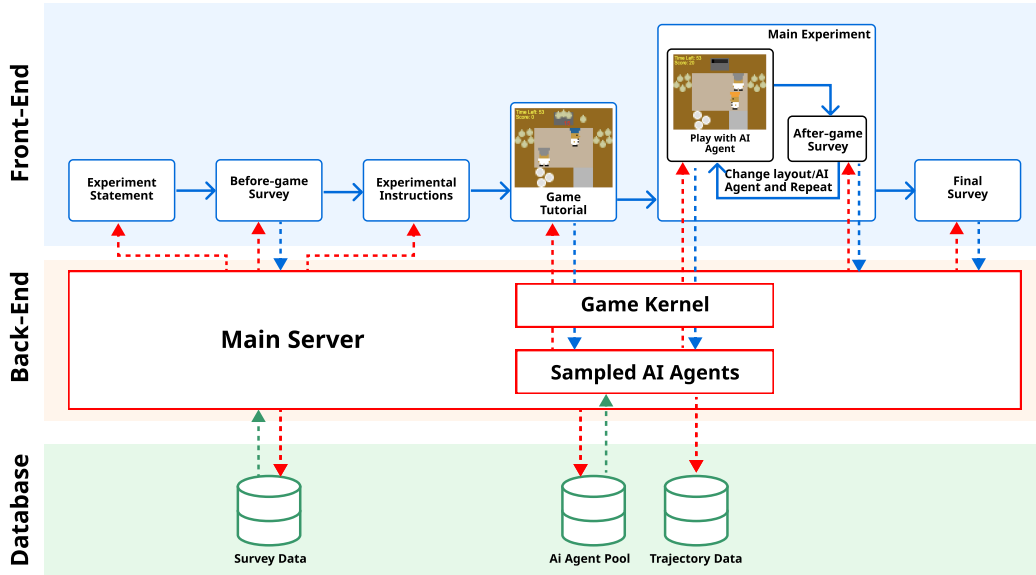 Front-End
Main Experiment
Time Left: 53
Score: 20
Play with AI
Agent
After-game
Survey
Change layout/AI
Agent and Repeat
Time Left: 53
Score: 0
Game
Tutorial
Experiment
Statement
Before-game
Survey
Experimental
Instructions
Final
Survey
Back-End
Main Server
Game Kernel
Sampled AI Agents
Database
Survey Data
Ai Agent Pool
Trajectory Data